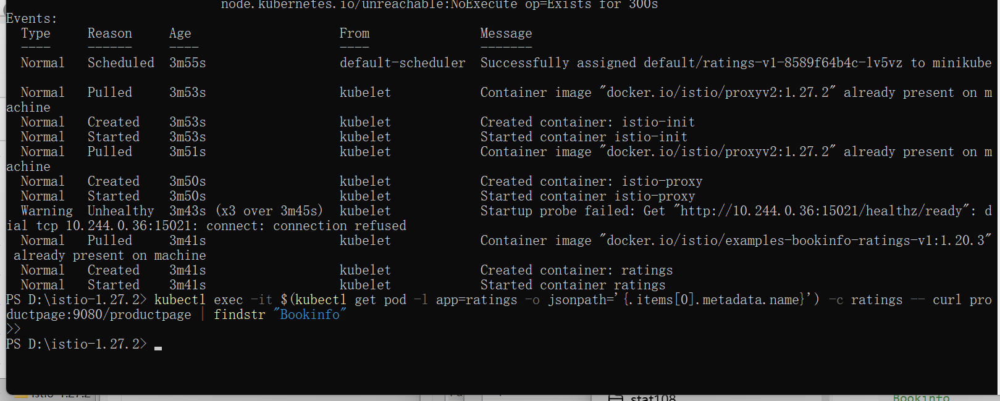 node.kubernetes.io/unreachable:NoExecute op=Exists for 300s
Events:
Type Reason Age From Message
---- ------ ---- ---- -------
Normal Scheduled 3m55s default-scheduler Successfully assigned default/ratings-v1-8589f64b4c-lv5vz to minikube
Normal Pulled 3m53s kubelet Container image "docker.io/istio/proxyv2:1.27.2" already present on m
achine
Normal Created 3m53s kubelet Created container: istio-init
Normal Started 3m53s kubelet Started container istio-init
Normal Pulled 3m51s kubelet Container image "docker.io/istio/proxyv2:1.27.2" already present on m
achine
Normal Created 3m50s kubelet Created container: istio-proxy
Normal Started 3m50s kubelet Started container istio-proxy
Warning Unhealthy 3m43s (x3 over 3m45s) kubelet Startup probe failed: Get "http://10.244.0.36:15021/healthz/ready": d
ial tcp 10.244.0.36:15021: connect: connection refused
Normal Pulled 3m41s kubelet Container image "docker.io/istio/examples-bookinfo-ratings-v1:1.20.3"
already present on machine
Normal Created 3m41s kubelet Created container: ratings
Normal Started 3m41s kubelet Started container ratings
PS D:\istio-1.27.2> kubectl exec -it $(kubectl get pod -l app=ratings -o jsonpath='{.items[0].metadata.name}') -c ratings -- curl pro
ductpage:9080/productpage | findstr "Bookinfo"
>>
PS D:\istio-1.27.2>
istio-1.27.2
stat108
Bookinfo